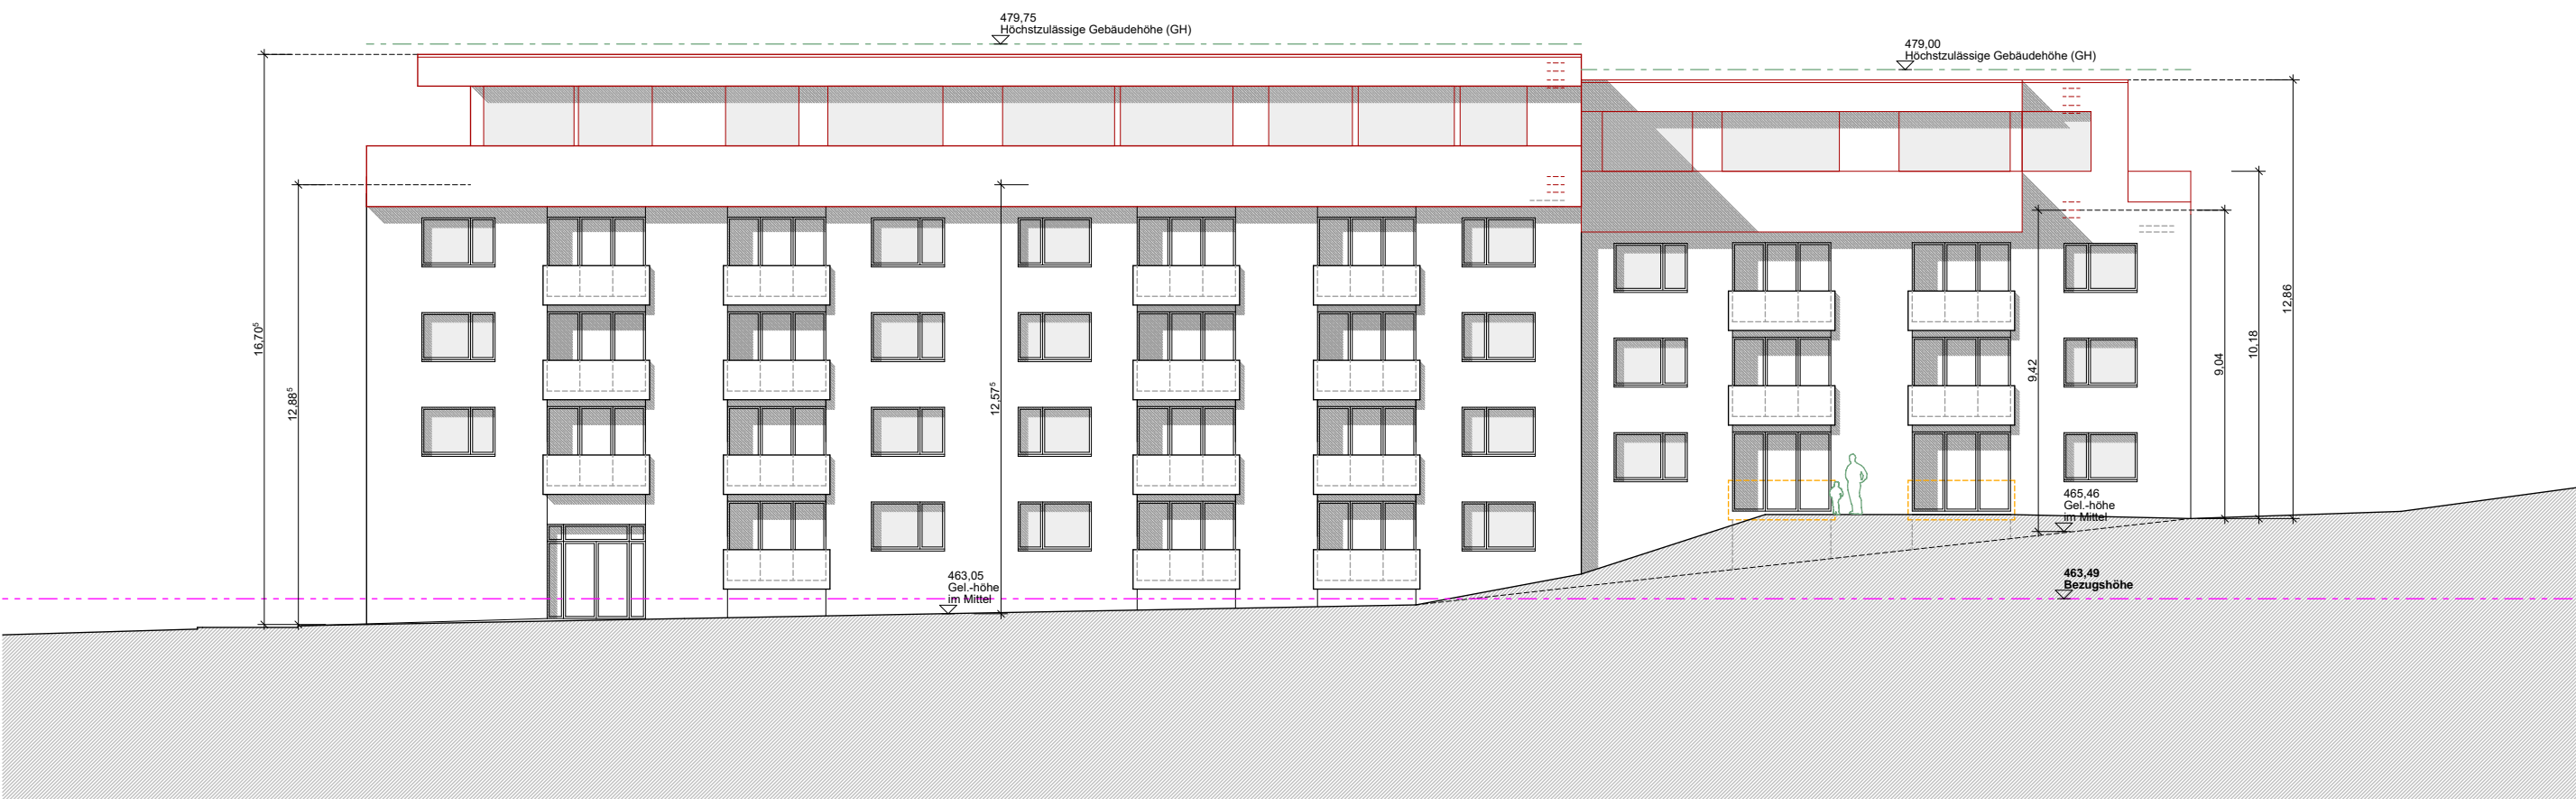 479,75
Höchstzulässige Gebäudehöhe (GH)
479,00
Höchstzulässige Gebäudehöhe (GH)
16,70⁵
12,88⁵
12,57⁵
9,42
9,04
10,18
12,86
465,46
Gel.-höhe
im Mittel
463,05
Gel.-höhe
im Mittel
463,49
Bezugshöhe